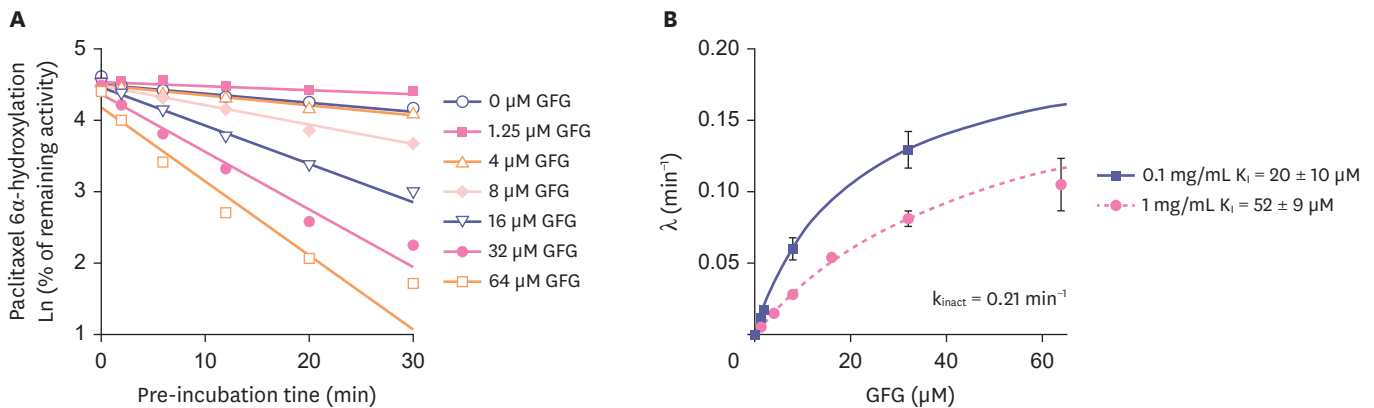 A
Paclitaxel 6α-hydroxylation
Ln (% of remaining activity)
5
4
3
2
1
0
10
20
30
Pre-incubation tine (min)
0 μM GFG
1.25 μM GFG
4 μM GFG
8 μM GFG
16 μM GFG
32 μM GFG
64 μM GFG
B
λ (min⁻¹)
0.20
0.15
0.10
0.05
0
20
40
60
GFG (μM)
kinact = 0.21 min⁻¹
0.1 mg/mL KI = 20 ± 10 μM
1 mg/mL KI = 52 ± 9 μM